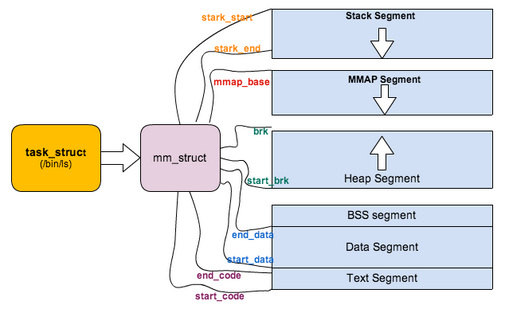 stark_start
Stack Segment
stark_end
mmap_base
MMAP Segment
task_struct
(/bin/ls)
mm_struct
brk
start_brk
Heap Segment
BSS segment
end_data
Data Segment
start_data
end_code
Text Segment
start_code